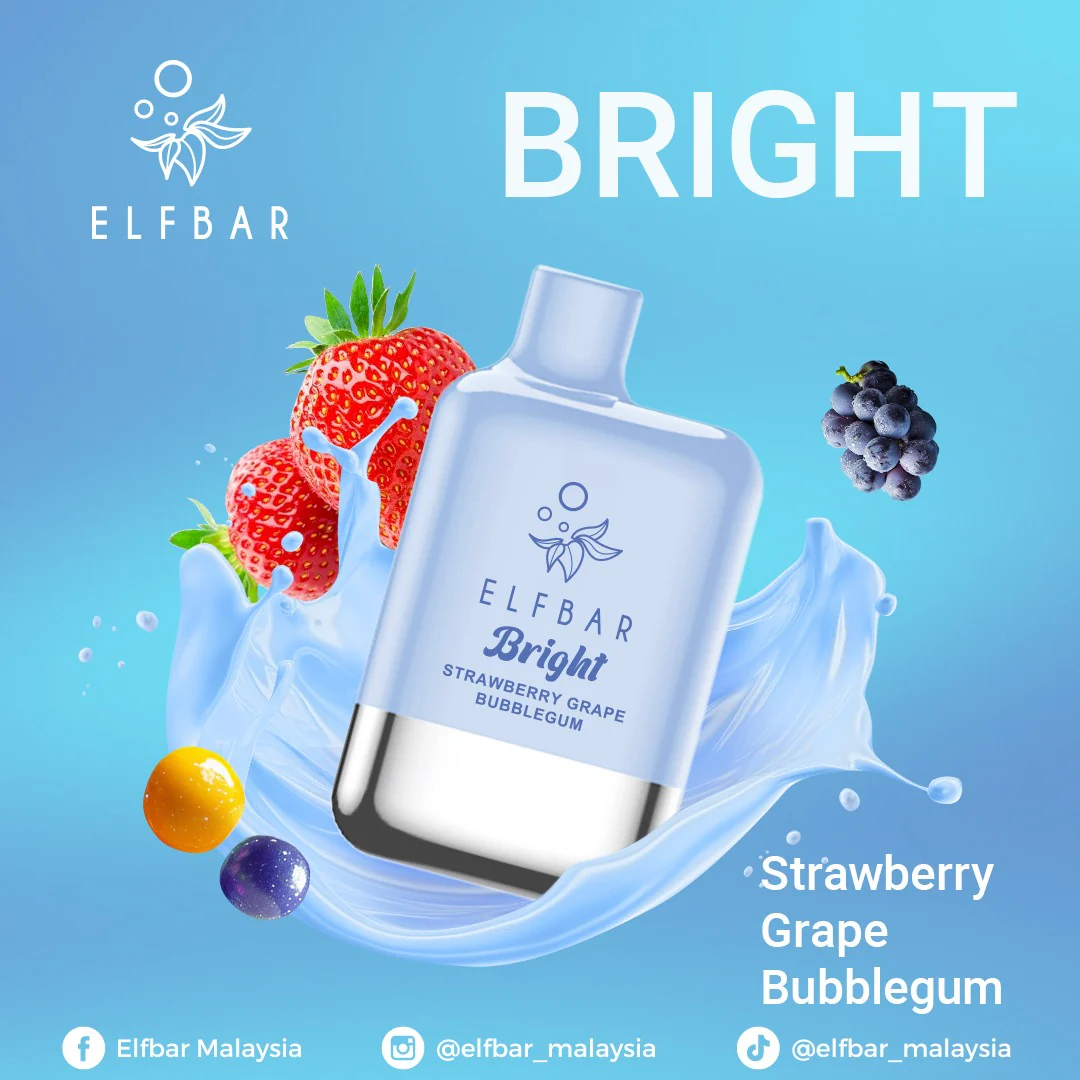 ELFBAR
BRIGHT
ELFBAR
Bright
STRAWBERRY GRAPE
BUBBLEGUM
Strawberry
Grape
Bubblegum
Elfbar Malaysia
@elfbar_malaysia
@elfbar_malaysia